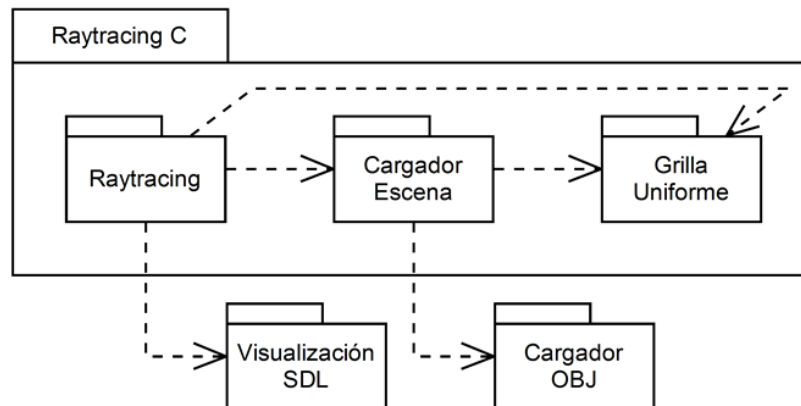 Raytracing C
Raytracing
Cargador
Escena
Grilla
Uniforme
Visualización
SDL
Cargador
OBJ